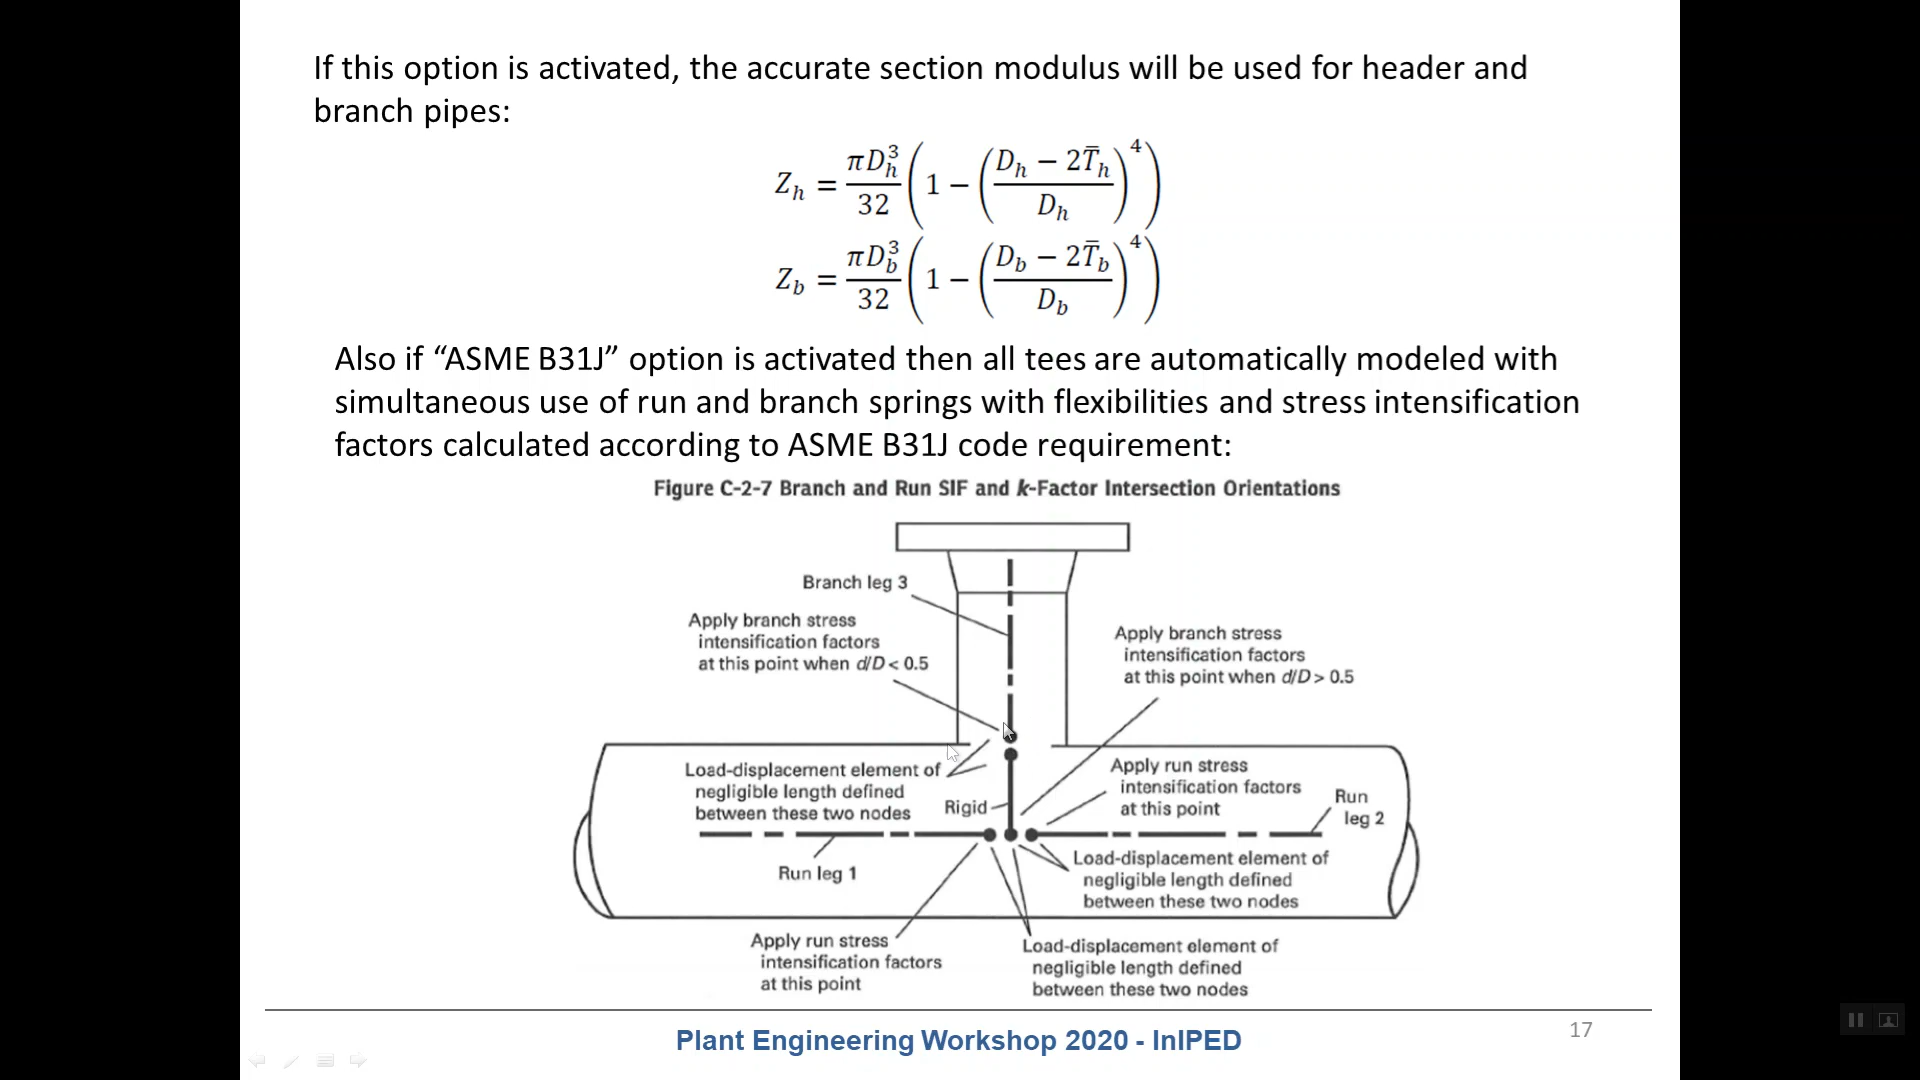 If this option is activated, the accurate section modulus will be used for header and
branch pipes:
Z_h = πD_h^3/32 (1 − ((D_h − 2T̄_h)/D_h)^4)
Z_b = πD_b^3/32 (1 − ((D_b − 2T̄_b)/D_b)^4)
Also if “ASME B31J” option is activated then all tees are automatically modeled with
simultaneous use of run and branch springs with flexibilities and stress intensification
factors calculated according to ASME B31J code requirement:
Figure C-2-7 Branch and Run SIF and k-Factor Intersection Orientations
Branch leg 3
Apply branch stress
intensification factors
at this point when d/D < 0.5
Apply branch stress
intensification factors
at this point when d/D > 0.5
Load-displacement element of
negligible length defined
between these two nodes
Rigid
Apply run stress
intensification factors
at this point
Run
leg 2
Run leg 1
Load-displacement element of
negligible length defined
between these two nodes
Apply run stress
intensification factors
at this point
Load-displacement element of
negligible length defined
between these two nodes
Plant Engineering Workshop 2020 - InIPED
17